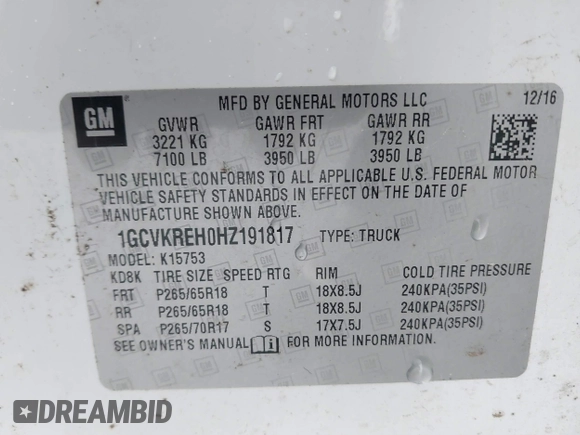 GM
MFD BY GENERAL MOTORS LLC 12/16
GVWR GAWR FRT GAWR RR
3221 KG 1792 KG 1792 KG
7100 LB 3950 LB 3950 LB
THIS VEHICLE CONFORMS TO ALL APPLICABLE U.S. FEDERAL MOTOR
VEHICLE SAFETY STANDARDS IN EFFECT ON THE DATE OF
MANUFACTURE SHOWN ABOVE.
1GCVKREH0HZ191817 TYPE: TRUCK
MODEL: K15753
KD8K TIRE SIZE SPEED RTG RIM COLD TIRE PRESSURE
FRT P265/65R18 T 18X8.5J 240KPA(35PSI)
RR P265/65R18 T 18X8.5J 240KPA(35PSI)
SPA P265/70R17 S 17X7.5J 240KPA(35PSI)
SEE OWNER'S MANUAL FOR MORE INFORMATION.
DREAMBID